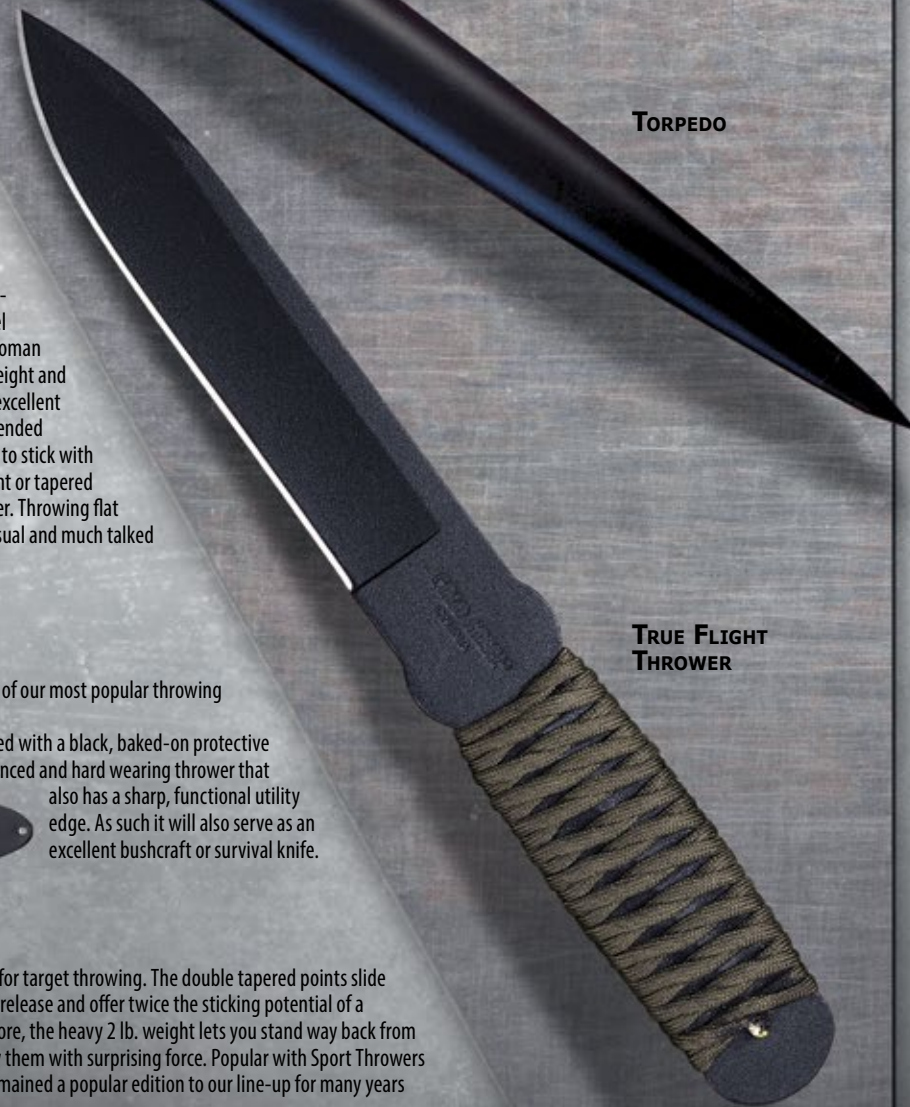 TORPEDO
-
el
oman
eight and
excellent
ended
to stick with
nt or tapered
er. Throwing flat
sual and much talked
TRUE FLIGHT
THROWER
of our most popular throwing
ed with a black, baked-on protective
nced and hard wearing thrower that
also has a sharp, functional utility
edge. As such it will also serve as an
excellent bushcraft or survival knife.
for target throwing. The double tapered points slide
release and offer twice the sticking potential of a
ore, the heavy 2 lb. weight lets you stand way back from
them with surprising force. Popular with Sport Throwers
mained a popular edition to our line-up for many years